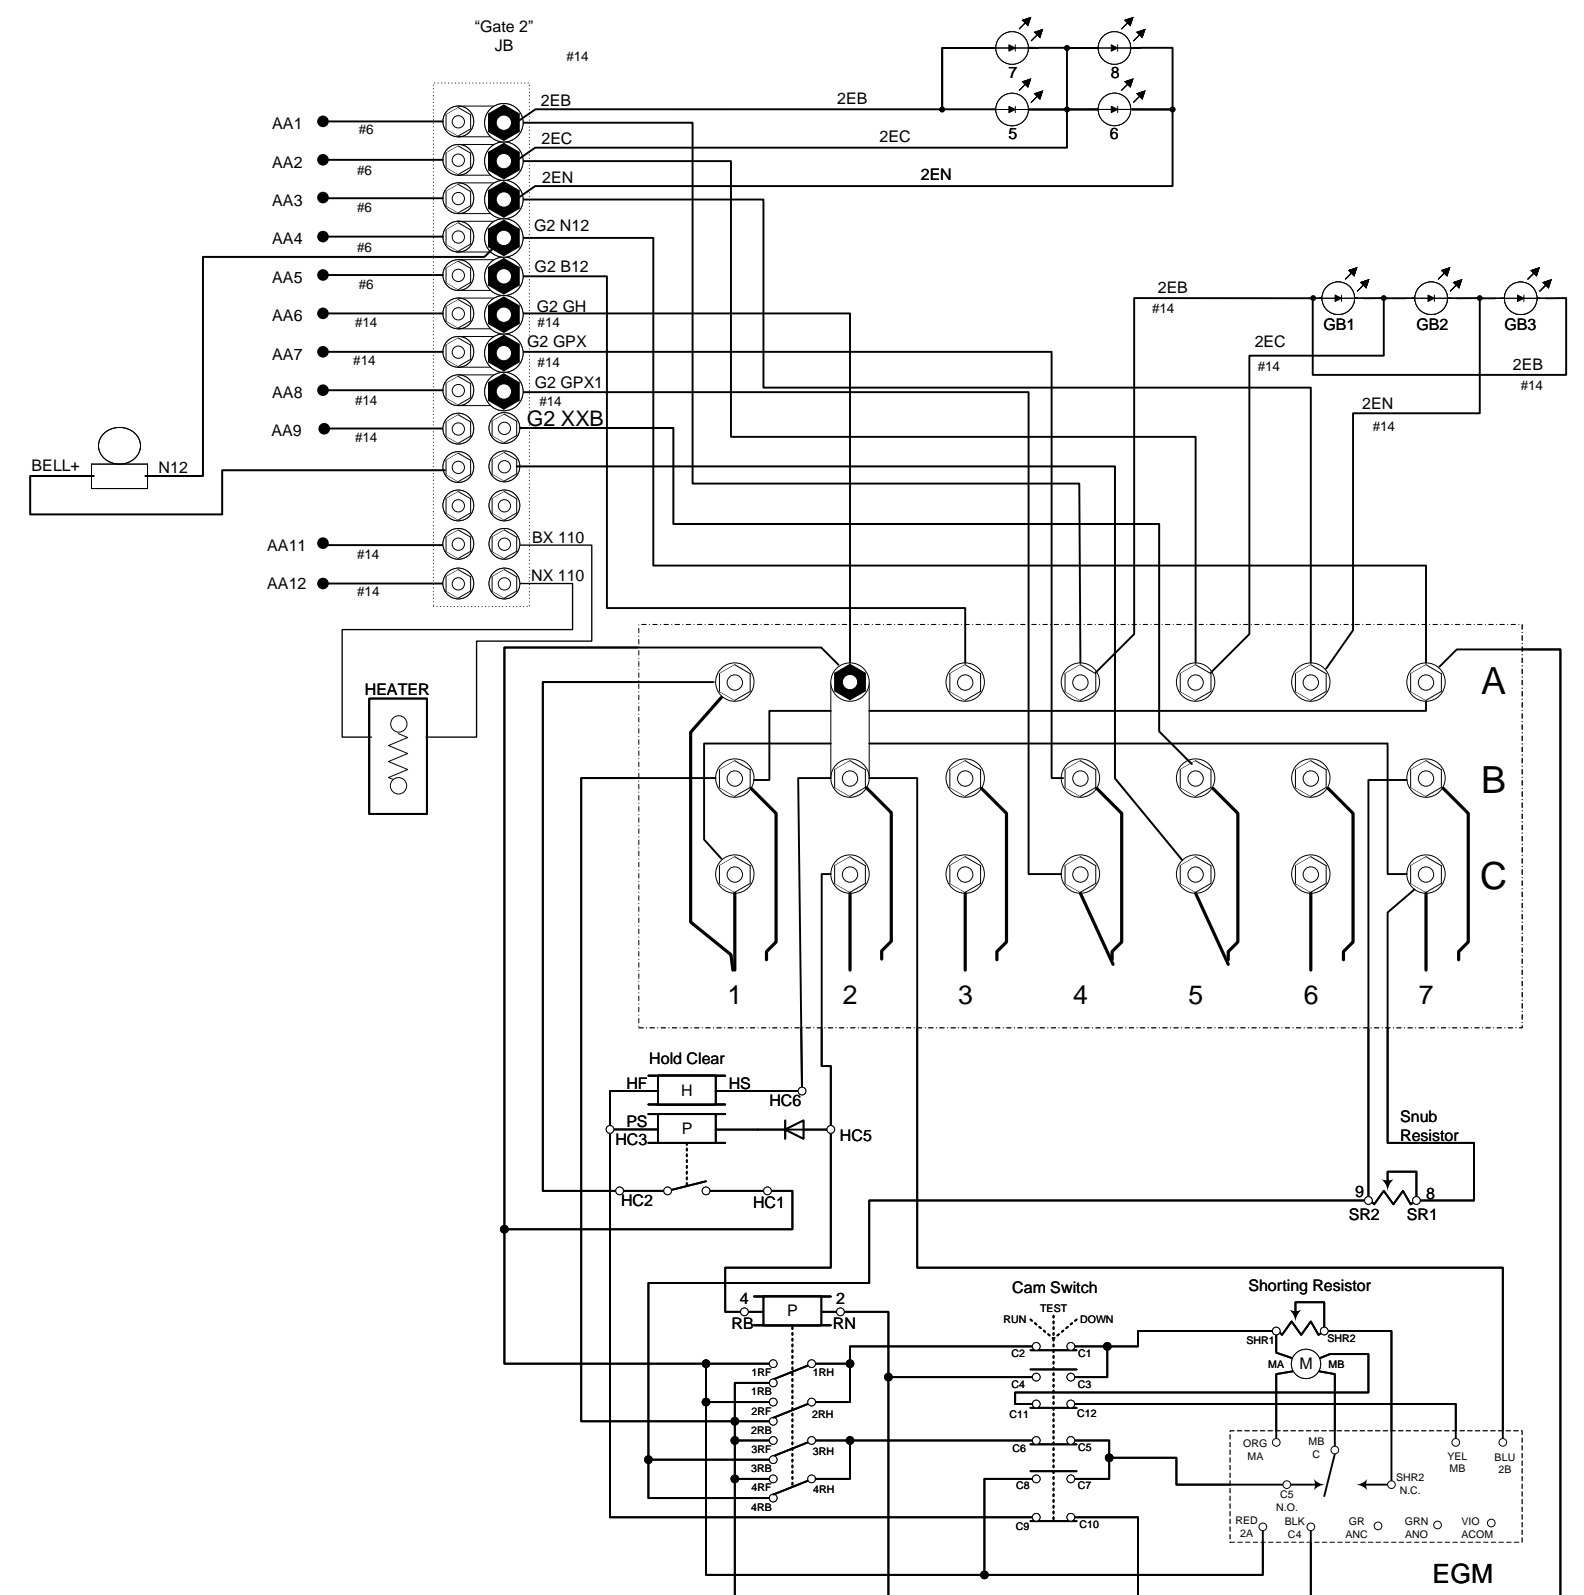 “Gate 2”
JB
#14
7
8
5
6
2EB
2EB
2EC
2EC
2EN
2EN
AA1
#6
AA2
#6
AA3
#6
AA4
#6
G2 N12
AA5
#6
G2 B12
AA6
#14
G2 GH
#14
AA7
#14
G2 GPX
#14
AA8
#14
G2 GPX1
#14
AA9
#14
G2 XXB
BELL+
N12
AA11
#14
BX 110
AA12
#14
NX 110
HEATER
2EB
#14
GB1
GB2
GB3
2EC
#14
2EB
#14
2EN
#14
A
B
C
1
2
3
4
5
6
7
Hold Clear
HF
H
HS
HC6
PS
HC3
P
HC5
HC2
HC1
Snub
Resistor
9
8
SR2
SR1
4
P
2
RB
RN
1RF
1RH
1RB
2RF
2RH
2RB
3RF
3RH
3RB
4RF
4RH
4RB
Cam Switch
RUN
TEST
DOWN
C2
C1
C4
C3
C11
C12
C6
C5
C8
C7
C9
C10
Shorting Resistor
SHR1
SHR2
MA
M
MB
ORG
MA
MB
C
YEL
MB
BLU
2B
C5
N.O.
SHR2
N.C.
RED
2A
BLK
C4
GR
ANC
GRN
ANO
VIO
ACOM
EGM